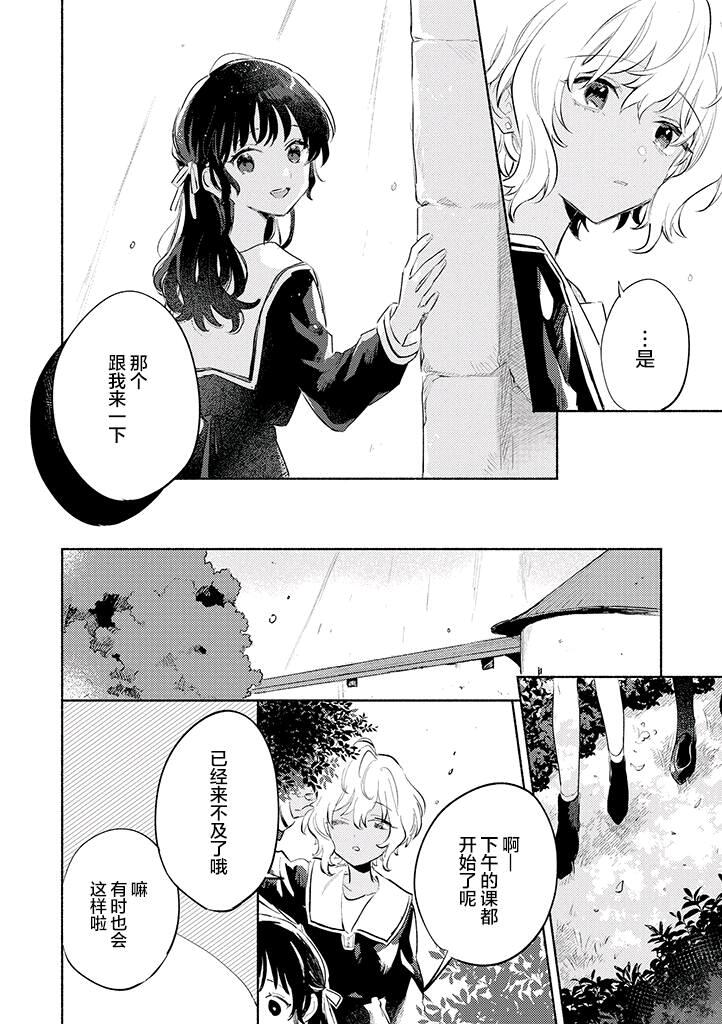 …是
那个
跟我来一下
啊—
下午的课都
开始了呢
已经来不及了哦
嘛
有时也会
这样啦